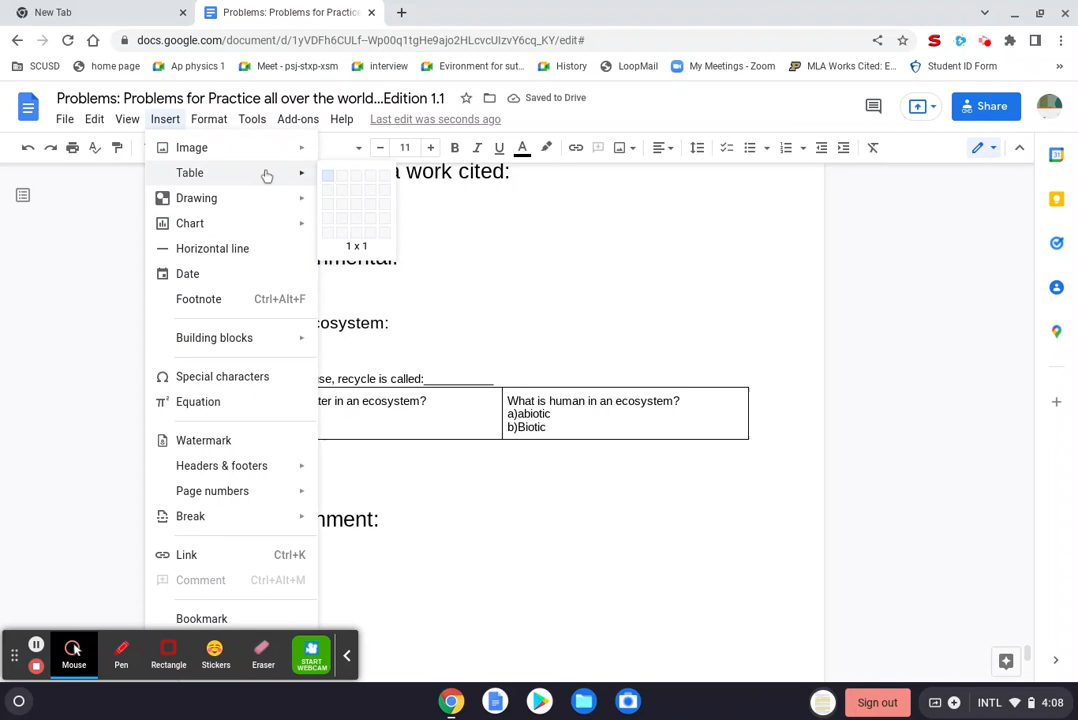 New Tab
Problems: Problems for Practice
docs.google.com/document/d/1yVDFh6CULf--Wp00q1tgHe9ajo2HLcvcUIzvY6cq_KY/edit#
SCUSD
home page
Ap physics 1
Meet - psj-stxp-xsm
interview
Evironment for sut...
History
LoopMail
My Meetings - Zoom
MLA Works Cited: E...
Student ID Form
Problems: Problems for Practice all over the world...Edition 1.1
Saved to Drive
File Edit View Insert Format Tools Add-ons Help Last edit was seconds ago
Share
11
Image
Table
Drawing
Chart
Horizontal line
Date
Footnote Ctrl+Alt+F
Building blocks
Special characters
Equation
Watermark
Headers & footers
Page numbers
Break
Link Ctrl+K
Comment Ctrl+Alt+M
Bookmark
1 x 1
a work cited:
cosystem:
use, recycle is called:__________
ter in an ecosystem?
What is human in an ecosystem?
a)abiotic
b)Biotic
nment:
Mouse
Pen
Rectangle
Stickers
Eraser
START
WEBCAM
Sign out
INTL
4:08